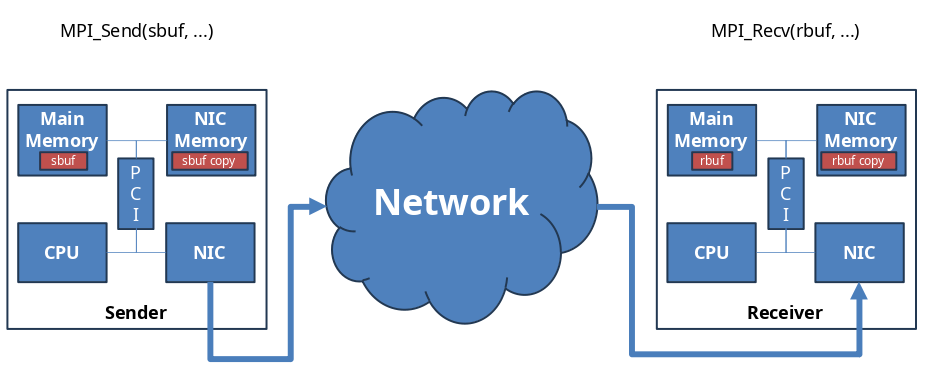 MPI_Send(sbuf, ...)
MPI_Recv(rbuf, ...)
Main
Memory
sbuf
NIC
Memory
sbuf copy
P
C
I
CPU
NIC
Sender
Network
Main
Memory
rbuf
NIC
Memory
rbuf copy
P
C
I
CPU
NIC
Receiver